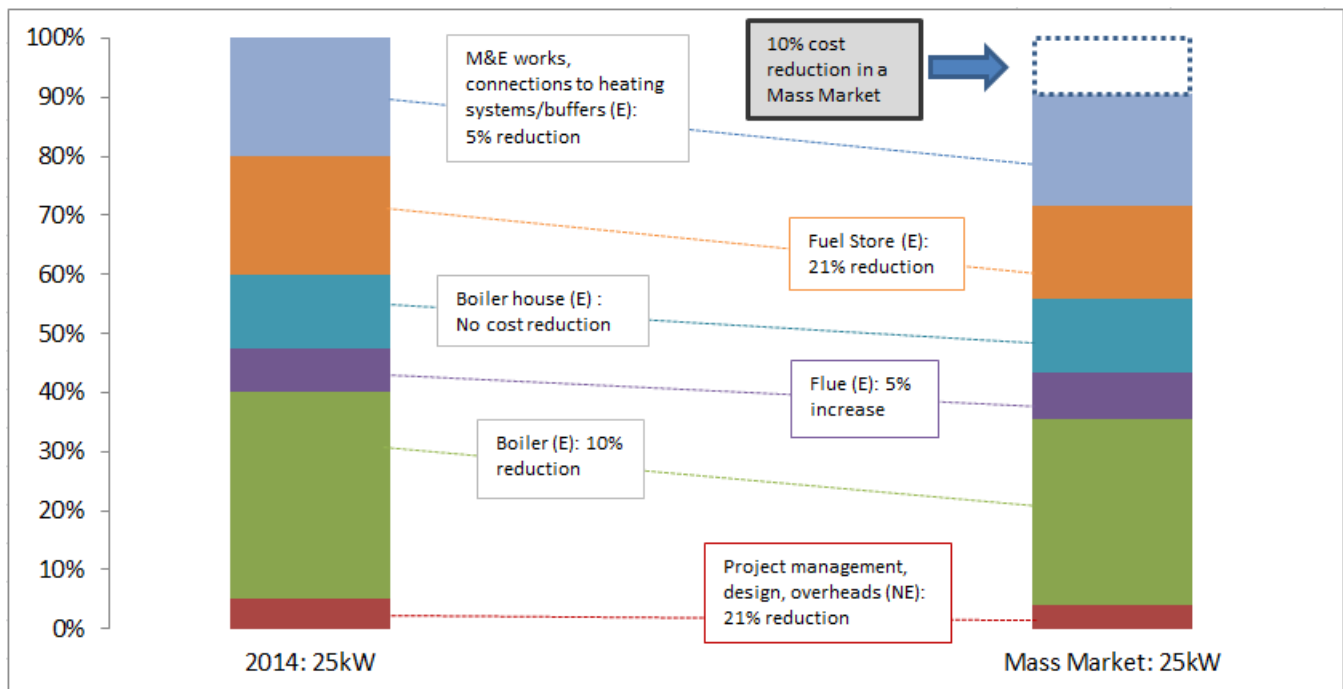 100%
90%
80%
70%
60%
50%
40%
30%
20%
10%
0%
M&E works,
connections to heating
systems/buffers (E):
5% reduction
10% cost
reduction in a
Mass Market
Fuel Store (E):
21% reduction
Boiler house (E) :
No cost reduction
Flue (E): 5%
increase
Boiler (E): 10%
reduction
Project management,
design, overheads (NE):
21% reduction
2014: 25kW
Mass Market: 25kW